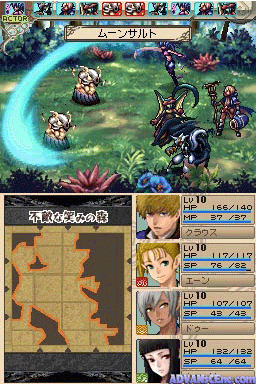 ACTOR
ムーンサルト
不敵な笑みの森
Lv 10
HP 166/140
MP 37/37
クラウス
Lv 10
HP 117/117
SP 76/82
エーン
Lv 10
HP 107/107
SP 43/43
ドゥー
Lv 10
HP 132/132
SP 64/64
ADVANCEmn.com